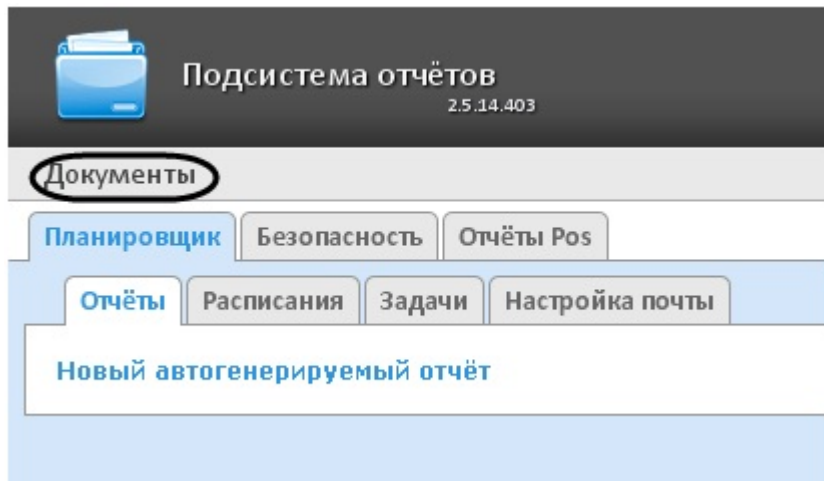 Подсистема отчётов
2.5.14.403
Документы
Планировщик Безопасность Отчёты Pos
Отчёты Расписания Задачи Настройка почты
Новый автогенерируемый отчёт